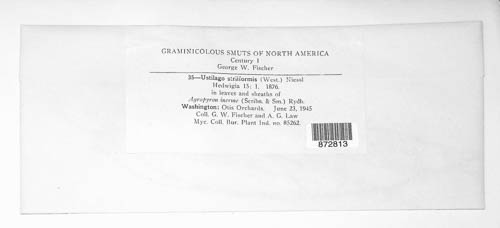 GRAMINICOLOUS SMUTS OF NORTH AMERICA
Century I
George W. Fischer
35—Ustilago striiformis (West.) Niessl
Hedwigia 15: 1. 1876.
in leaves and sheaths of
Agropyron inerme (Scribn. & Sm.) Rydb.
Washington: Otis Orchards. June 23, 1945
Coll. G. W. Fischer and A. G. Law
Myc. Coll. Bur. Plant Ind. no. 85262.
872813